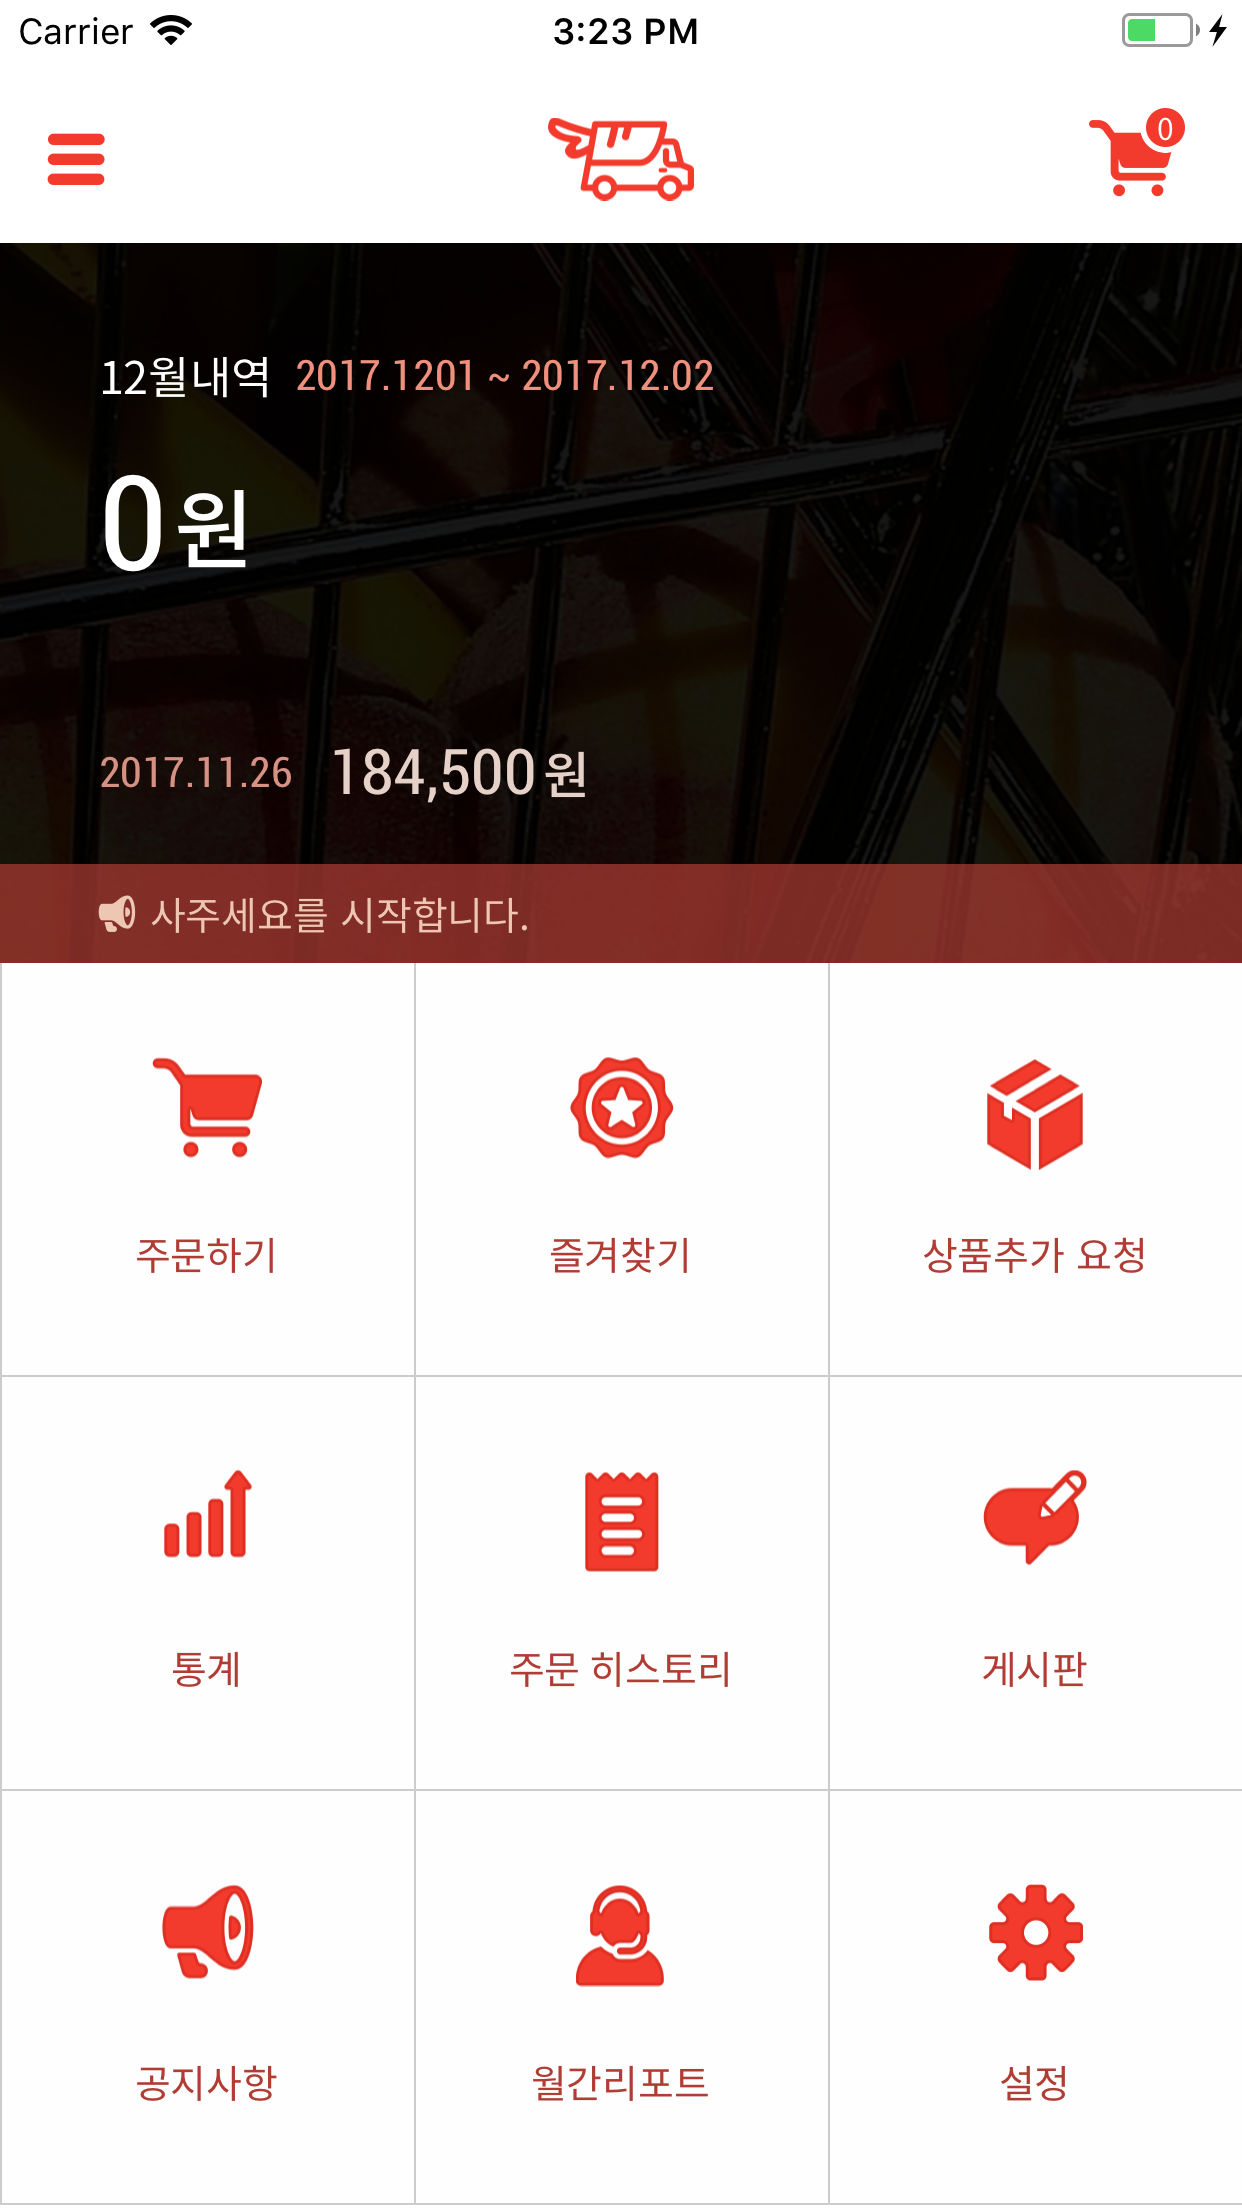 Carrier 3:23 PM
0
12월내역 2017.1201 ~ 2017.12.02
0원
2017.11.26 184,500원
사주세요를 시작합니다.
주문하기 즐겨찾기 상품추가 요청
통계 주문 히스토리 게시판
공지사항 월간리포트 설정